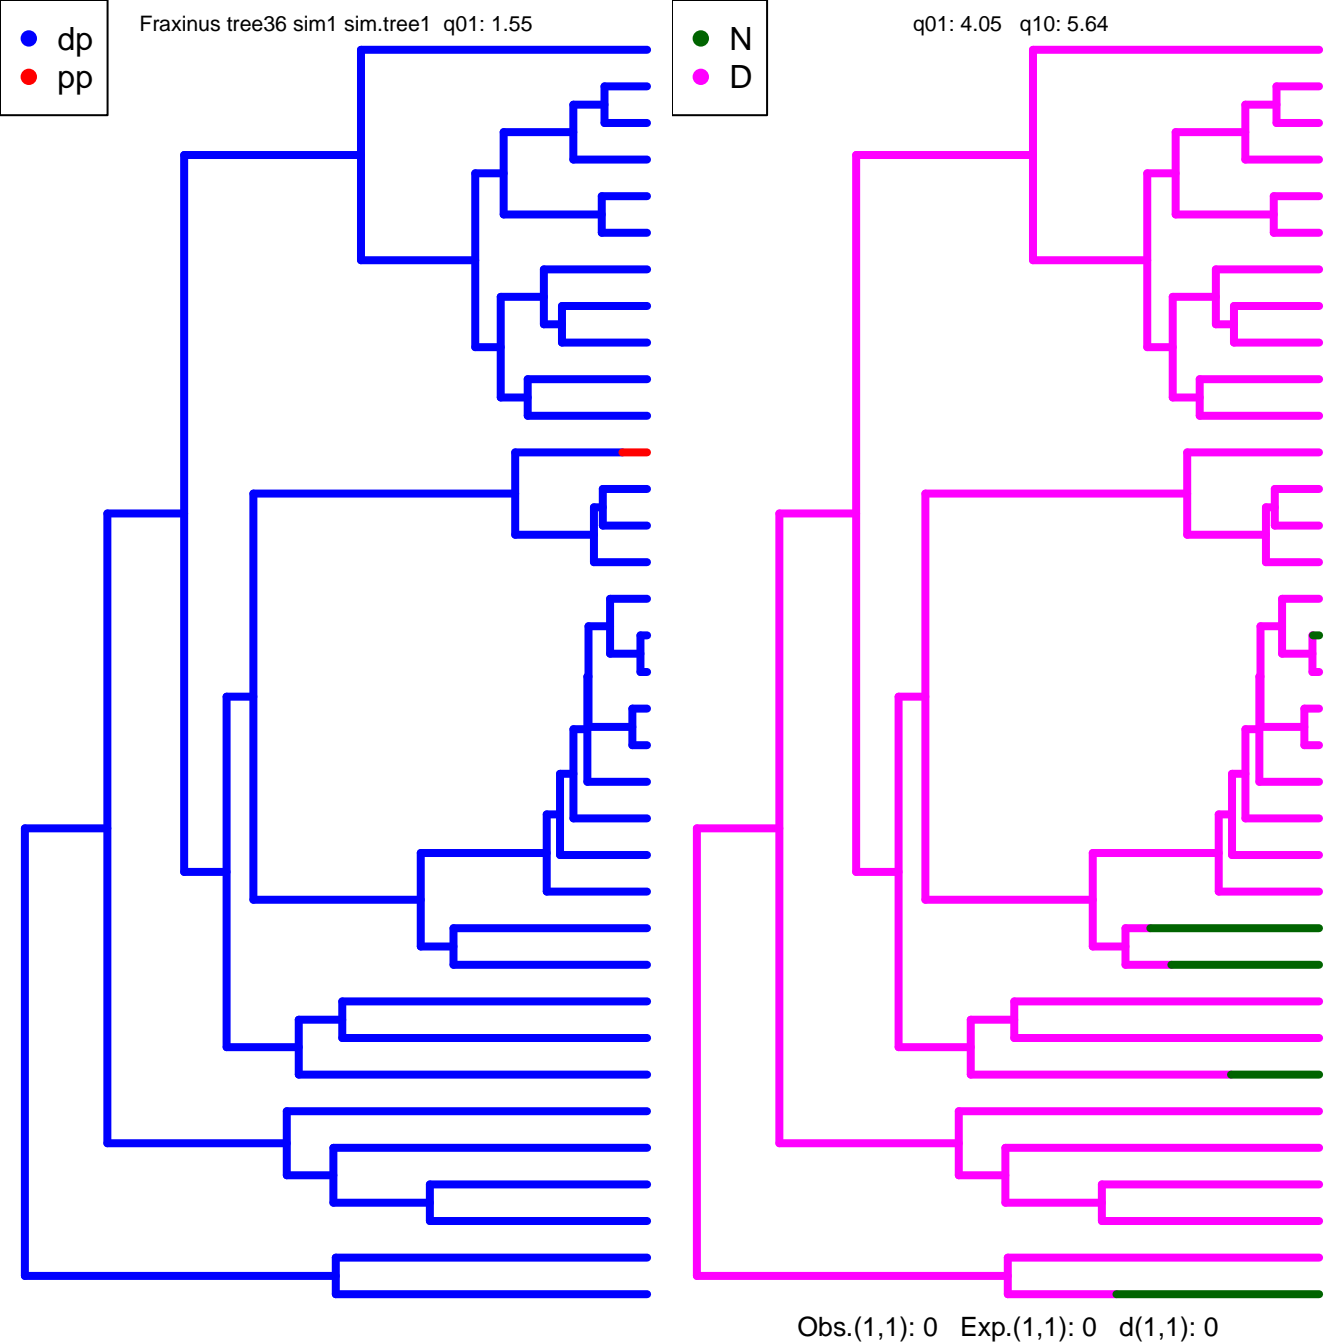 Fraxinus tree36 sim1 sim.tree1 q01: 1.55
dp
pp
q01: 4.05 q10: 5.64
N
D
Obs.(1,1): 0 Exp.(1,1): 0 d(1,1): 0